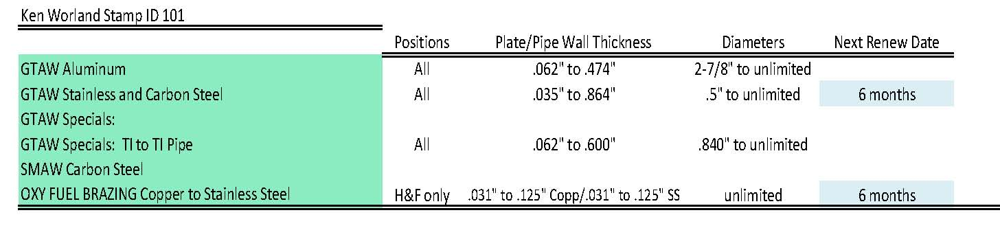 Ken Worland Stamp ID 101
Positions Plate/Pipe Wall Thickness Diameters Next Renew Date
GTAW Aluminum All .062" to .474" 2-7/8" to unlimited
GTAW Stainless and Carbon Steel All .035" to .864" .5" to unlimited 6 months
GTAW Specials:
GTAW Specials: TI to TI Pipe All .062" to .600" .840" to unlimited
SMAW Carbon Steel
OXY FUEL BRAZING Copper to Stainless Steel H&F only .031" to .125" Copp/.031" to .125" SS unlimited 6 months